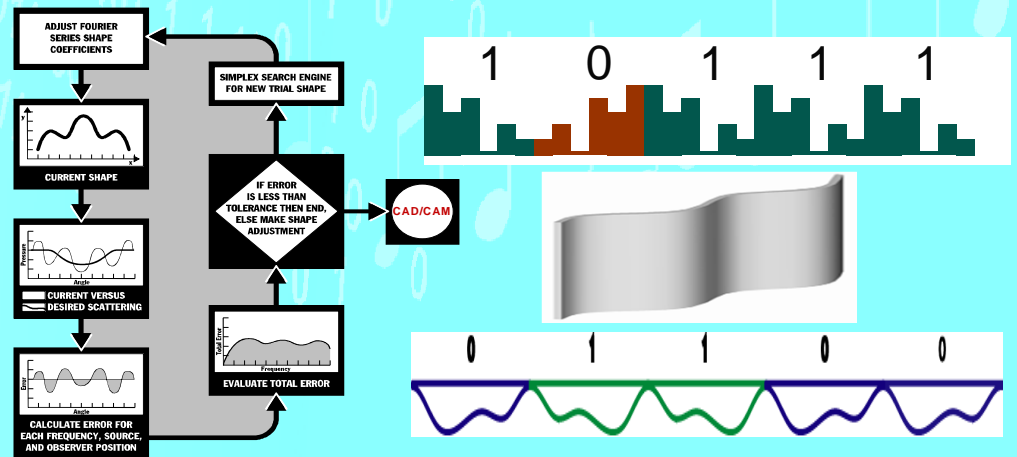 ADJUST FOURIER
SERIES SHAPE
COEFFICIENTS
y
x
CURRENT SHAPE
Pressure
Angle
CURRENT VERSUS
DESIRED SCATTERING
Error
Angle
CALCULATE ERROR FOR
EACH FREQUENCY, SOURCE,
AND OBSERVER POSITION
Total Error
Frequency
EVALUATE TOTAL ERROR
IF ERROR
IS LESS THAN
TOLERANCE THEN END,
ELSE MAKE SHAPE
ADJUSTMENT
SIMPLEX SEARCH ENGINE
FOR NEW TRIAL SHAPE
CAD/CAM
1 0 1 1 1
0 1 1 0 0